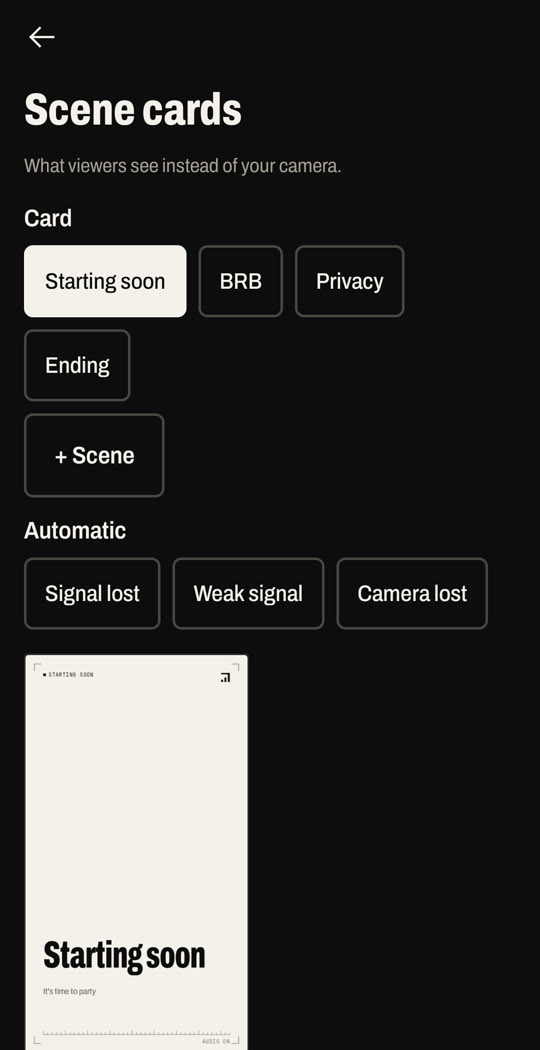 Scene cards
What viewers see instead of your camera.
Card
Starting soon
BRB
Privacy
Ending
+ Scene
Automatic
Signal lost
Weak signal
Camera lost
STARTING SOON
Starting soon
It's time to party
AUDIO ON